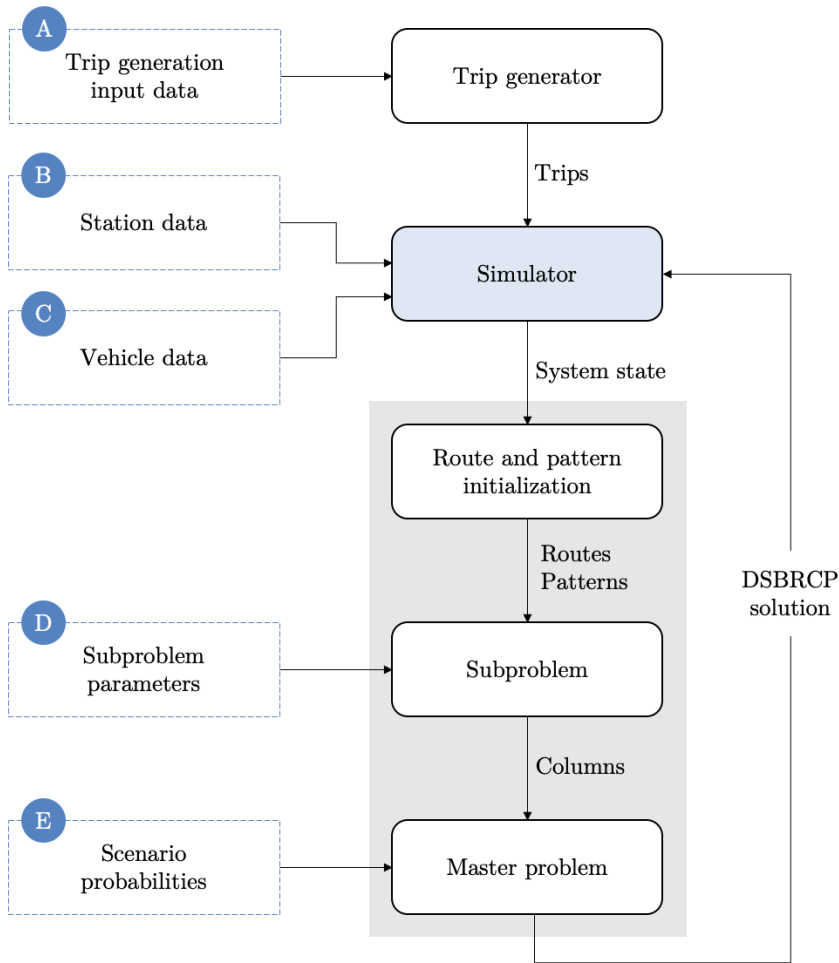 A
Trip generation
input data
Trip generator
Trips
B
Station data
Simulator
C
Vehicle data
System state
Route and pattern
initialization
Routes
Patterns
DSBRCP
solution
D
Subproblem
parameters
Subproblem
Columns
E
Scenario
probabilities
Master problem